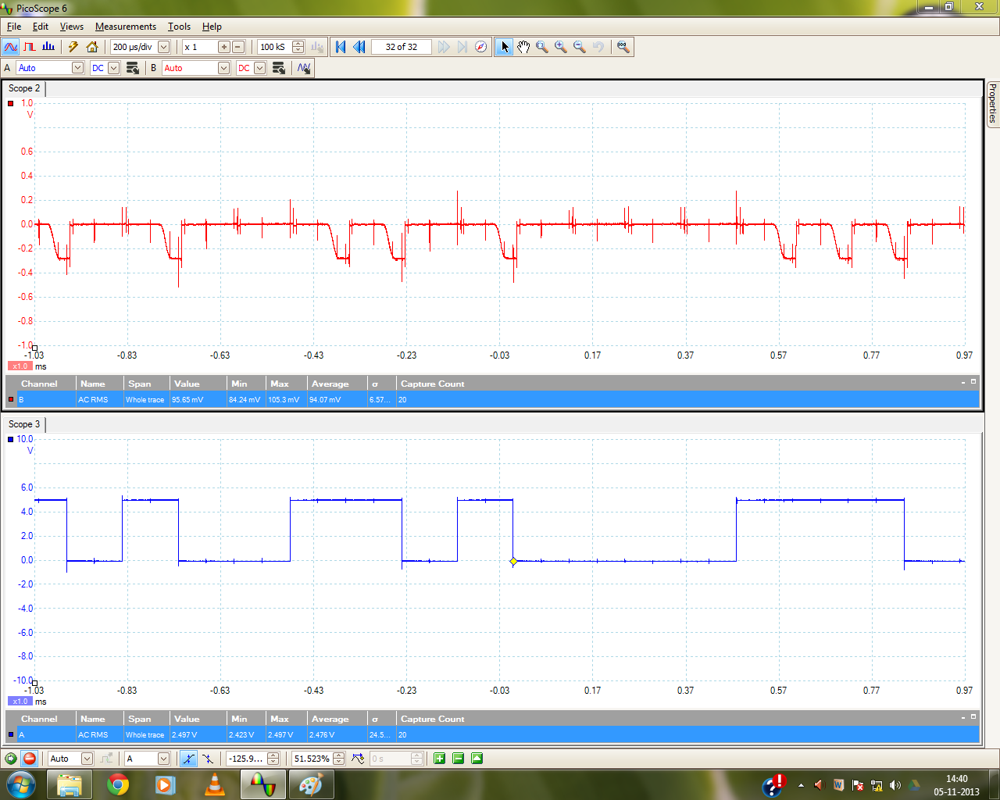 PicoScope 6
File Edit Views Measurements Tools Help
200 µs/div x 1 100 kS 32 of 32
A Auto DC B Auto DC
Scope 2
Properties
1.0
V
0.6
0.4
0.2
0.0
-0.2
-0.4
-0.6
-0.8
-1.0
-1.03 -0.83 -0.63 -0.43 -0.23 -0.03 0.17 0.37 0.57 0.77 0.97
x1.0 ms
Channel Name Span Value Min Max Average σ Capture Count
B AC RMS Whole trace 95.65 mV 84.24 mV 105.3 mV 94.07 mV 6.57... 20
Scope 3
10.0
V
6.0
4.0
2.0
0.0
-2.0
-4.0
-6.0
-8.0
-10.0
-1.03 -0.83 -0.63 -0.43 -0.23 -0.03 0.17 0.37 0.57 0.77 0.97
x1.0 ms
Channel Name Span Value Min Max Average σ Capture Count
A AC RMS Whole trace 2.497 V 2.423 V 2.497 V 2.476 V 24.5... 20
Auto A -125.9... 51.523% 0 s
14:40
05-11-2013